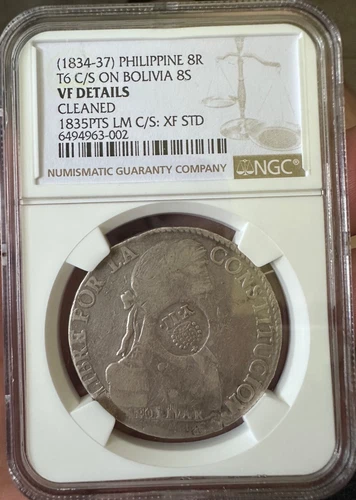 (1834-37) PHILIPPINE 8R
T6 C/S ON BOLIVIA 8S
VF DETAILS
CLEANED
1835PTS LM C/S: XF STD
6494963-002
NUMISMATIC GUARANTY COMPANY NGC
LIBRE POR LA CONSTITUCION
BOLIVAR